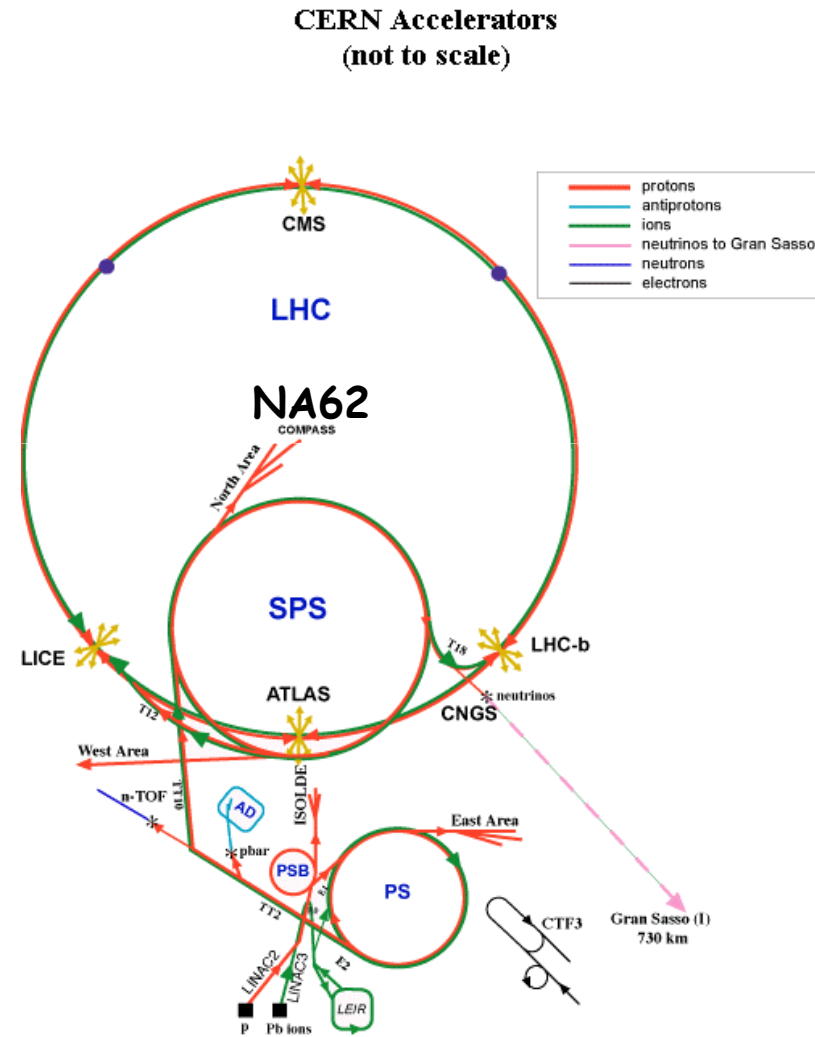 CERN Accelerators
(not to scale)
protons
antiprotons
ions
neutrinos to Gran Sasso
neutrons
electrons
CMS
LHC
NA62
COMPASS
North Area
SPS
T18
LHC-b
LICE
ATLAS
neutrinos
CNGS
T12
West Area
TT10
n-TOF
AD
ISOLDE
East Area
pbar
PSB
PS
TT2
E2
LINAC2
LINAC3
LEIR
P
Pb ions
CTF3
Gran Sasso (I)
730 km